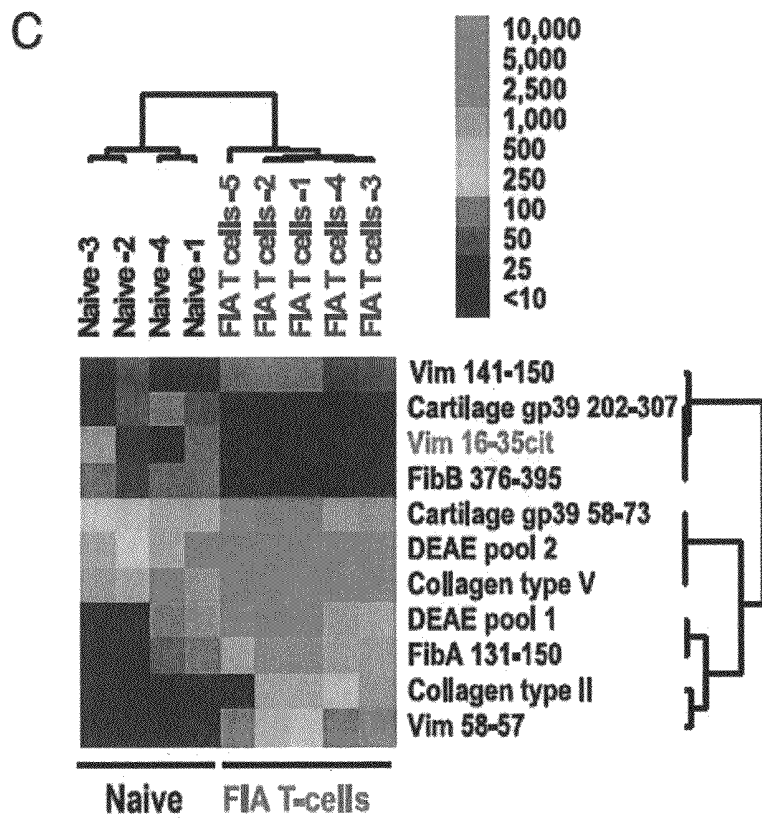 C
10,000
5,000
2,500
1,000
500
250
100
50
25
<10
Naive-3
Naive-2
Naive-4
Naive-1
FIA T cells-5
FIA T cells-2
FIA T cells-1
FIA T cells-4
FIA T cells-3
Vim 141-150
Cartilage gp39 202-307
Vim 16-35cit
FibB 376-395
Cartilage gp39 58-73
DEAE pool 2
Collagen type V
DEAE pool 1
FibA 131-150
Collagen type II
Vim 58-57
Naive
FIA T-cells